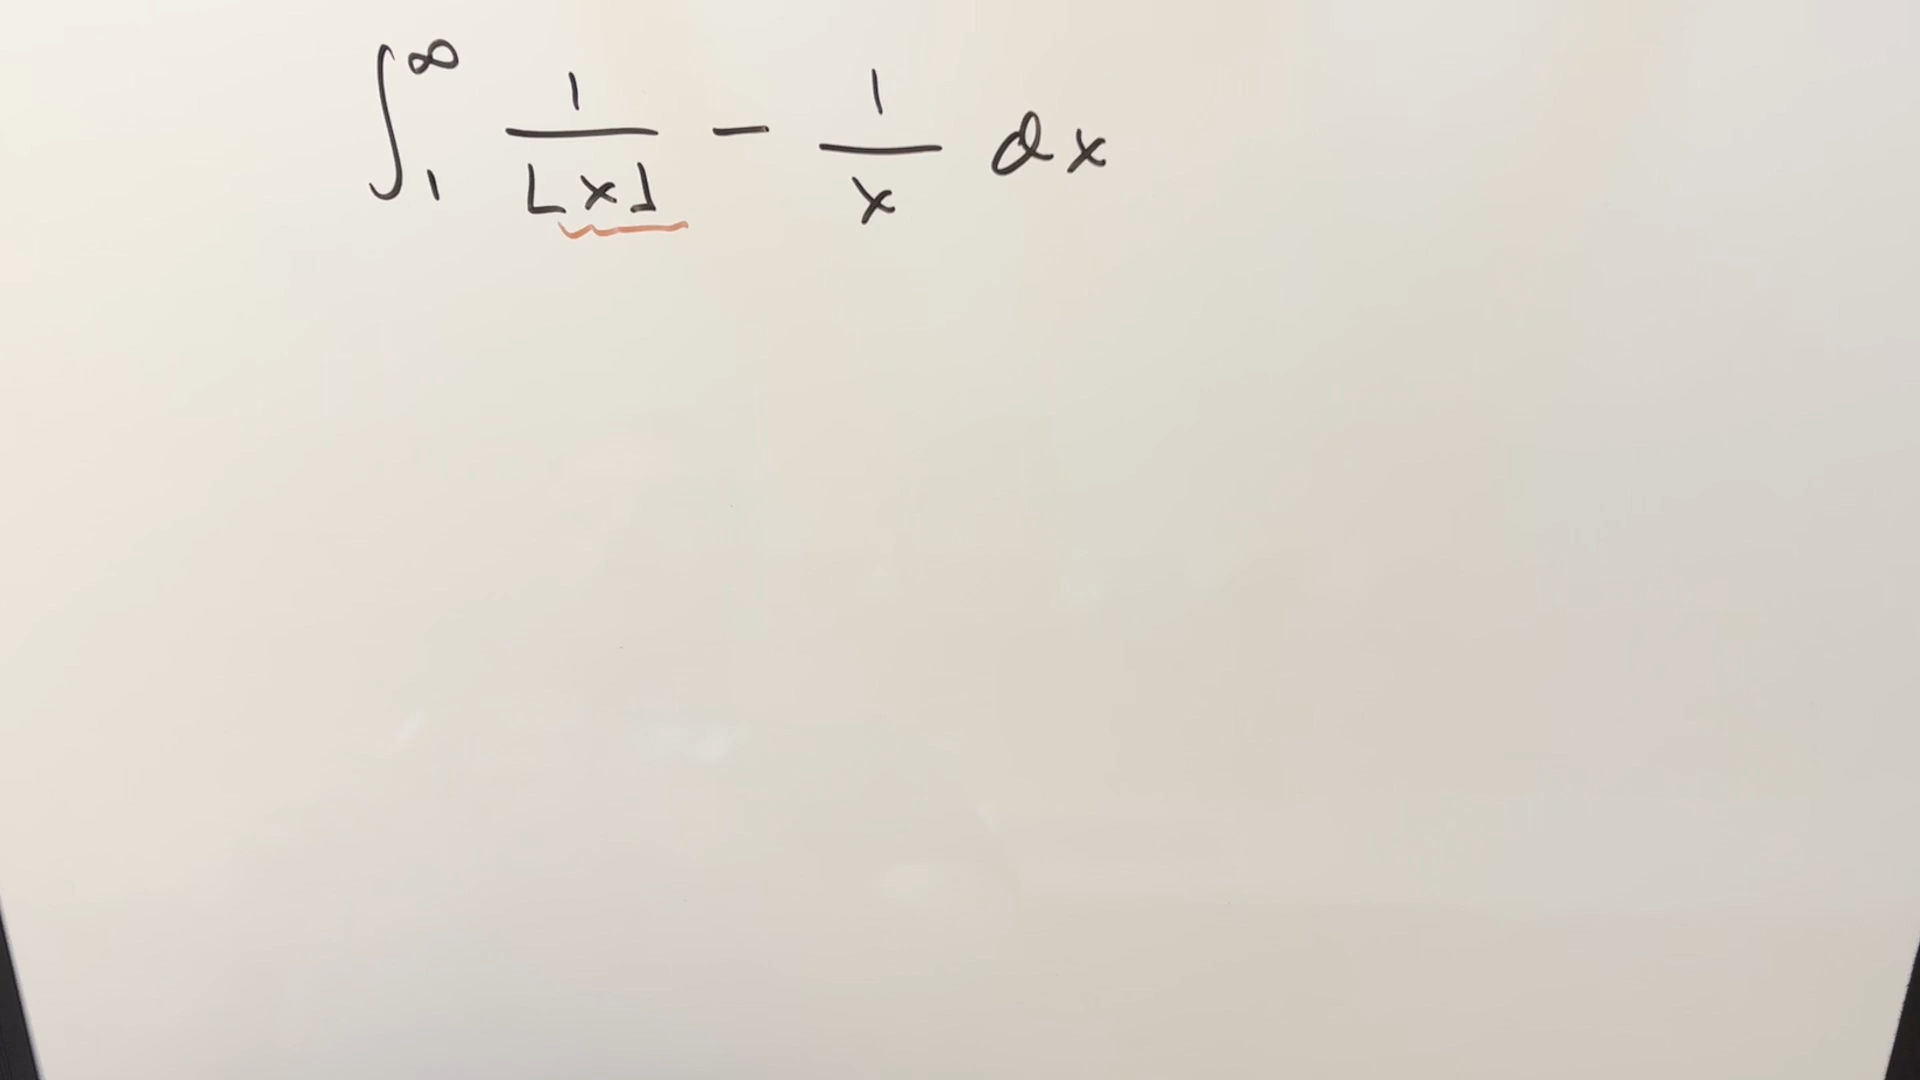 ∫₁^∞ 1/⌊x⌋ − 1/x dx